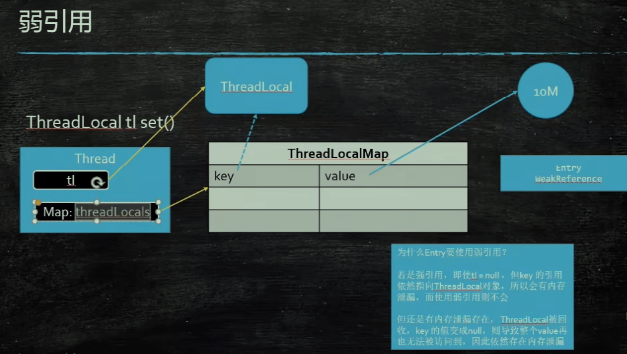 弱引用
ThreadLocal
10M
ThreadLocal tl set()
Thread
tl
Map: threadLocals
ThreadLocalMap
key value
Entry
WeakReference
为什么Entry要使用弱引用?
若是强引用,即使tl=null,但key的引用
依然指向ThreadLocal对象,所以会有内存
泄漏,而使用弱引用则不会
但还是有内存泄漏存在,ThreadLocal被回
收,key的值变成null,则导致整个value再
也无法被访问到,因此依然存在内存泄漏